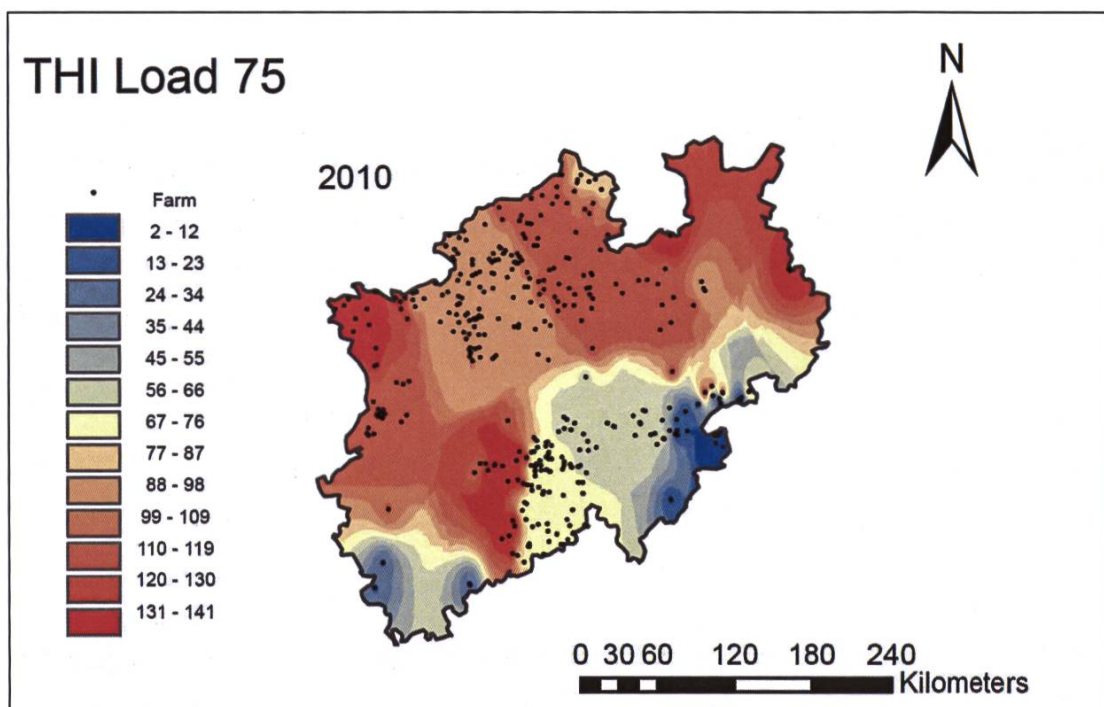 THI Load 75
N
2010
Farm
2 - 12
13 - 23
24 - 34
35 - 44
45 - 55
56 - 66
67 - 76
77 - 87
88 - 98
99 - 109
110 - 119
120 - 130
131 - 141
0 30 60 120 180 240
Kilometers